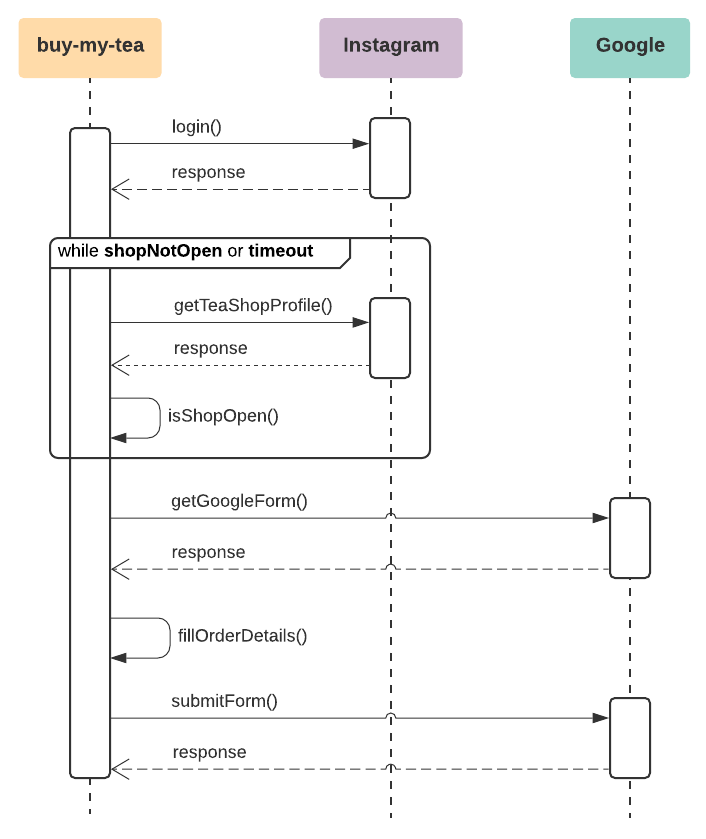 buy-my-tea
Instagram
Google
login()
response
while shopNotOpen or timeout
getTeaShopProfile()
response
isShopOpen()
getGoogleForm()
response
fillOrderDetails()
submitForm()
response